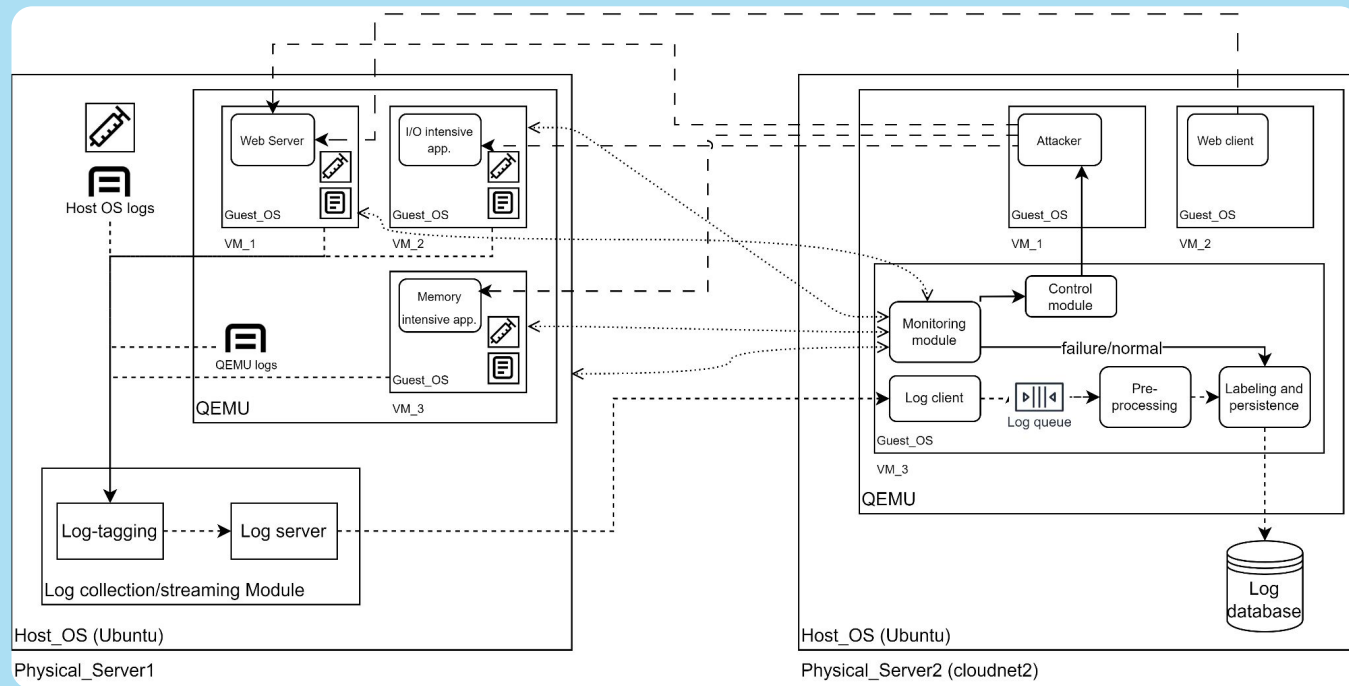 Host OS logs
Web Server
Guest_OS
VM_1
I/O intensive
app.
Guest_OS
VM_2
Memory
intensive app.
Guest_OS
VM_3
QEMU logs
QEMU
Log-tagging
Log server
Log collection/streaming Module
Host_OS (Ubuntu)
Physical_Server1
Attacker
Guest_OS
VM_1
Web client
Guest_OS
VM_2
Control
module
Monitoring
module
failure/normal
Log client
Log queue
Pre-
processing
Labeling and
persistence
Guest_OS
VM_3
QEMU
Log
database
Host_OS (Ubuntu)
Physical_Server2 (cloudnet2)